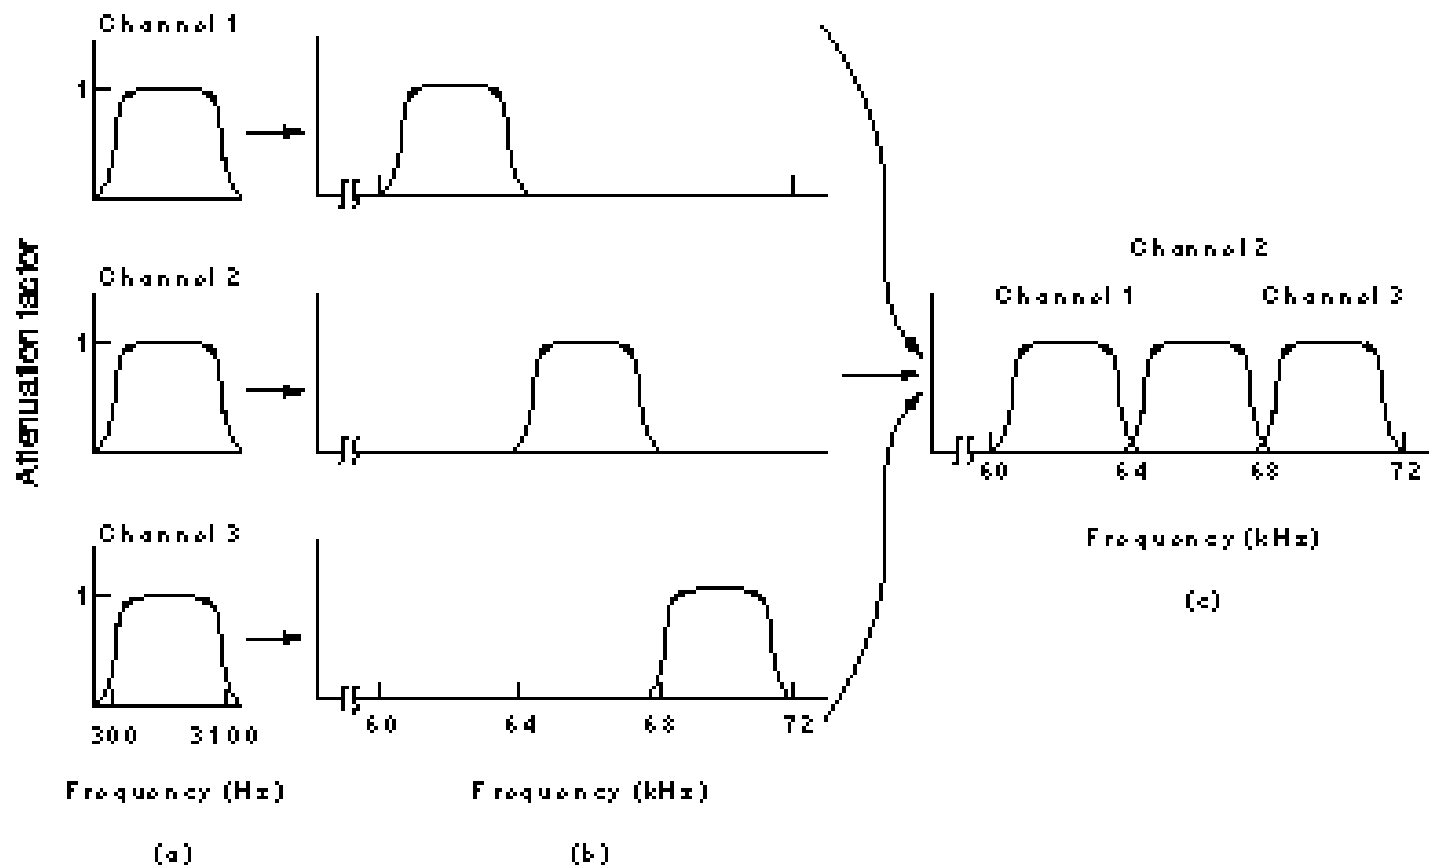 Channel 1
1
Attenuation factor
Channel 2
1
Channel 3
1
300 3100
Frequency (Hz)
(a)
60 64 68 72
Frequency (kHz)
(b)
Channel 2
Channel 1 Channel 3
60 64 68 72
Frequency (kHz)
(c)